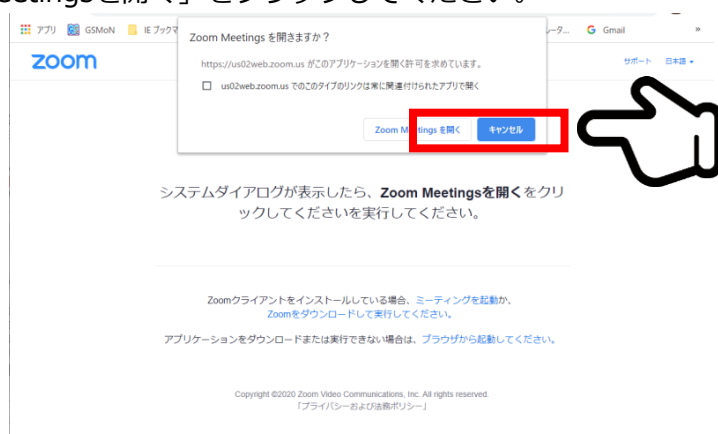 eetingsを開く」をクリックしてください。
アプリ GSMoN IE ブックマ レータ... G Gmail »
Zoom Meetings を開きますか？
zoom サポート 日本語
https://us02web.zoom.us がこのアプリケーションを開く許可を求めています。
us02web.zoom.us でのこのタイプのリンクは常に関連付けられたアプリで開く
Zoom M tings を開く キャンセル
システムダイアログが表示したら、Zoom Meetingsを開くをクリ
ックしてくださいを実行してください。
Zoomクライアントをインストールしている場合、ミーティングを起動か、
Zoomをダウンロードして実行してください。
アプリケーションをダウンロードまたは実行できない場合は、ブラウザから起動してください。
Copyright ©2020 Zoom Video Communications, Inc. All rights reserved.
「プライバシーおよび法務ポリシー」